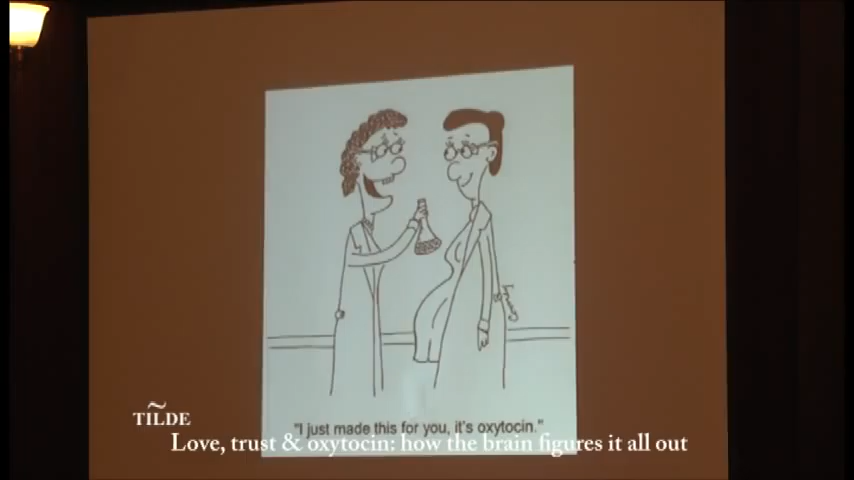 "I just made this for you, it's oxytocin."
TILDE
Love, trust & oxytocin: how the brain figures it all out